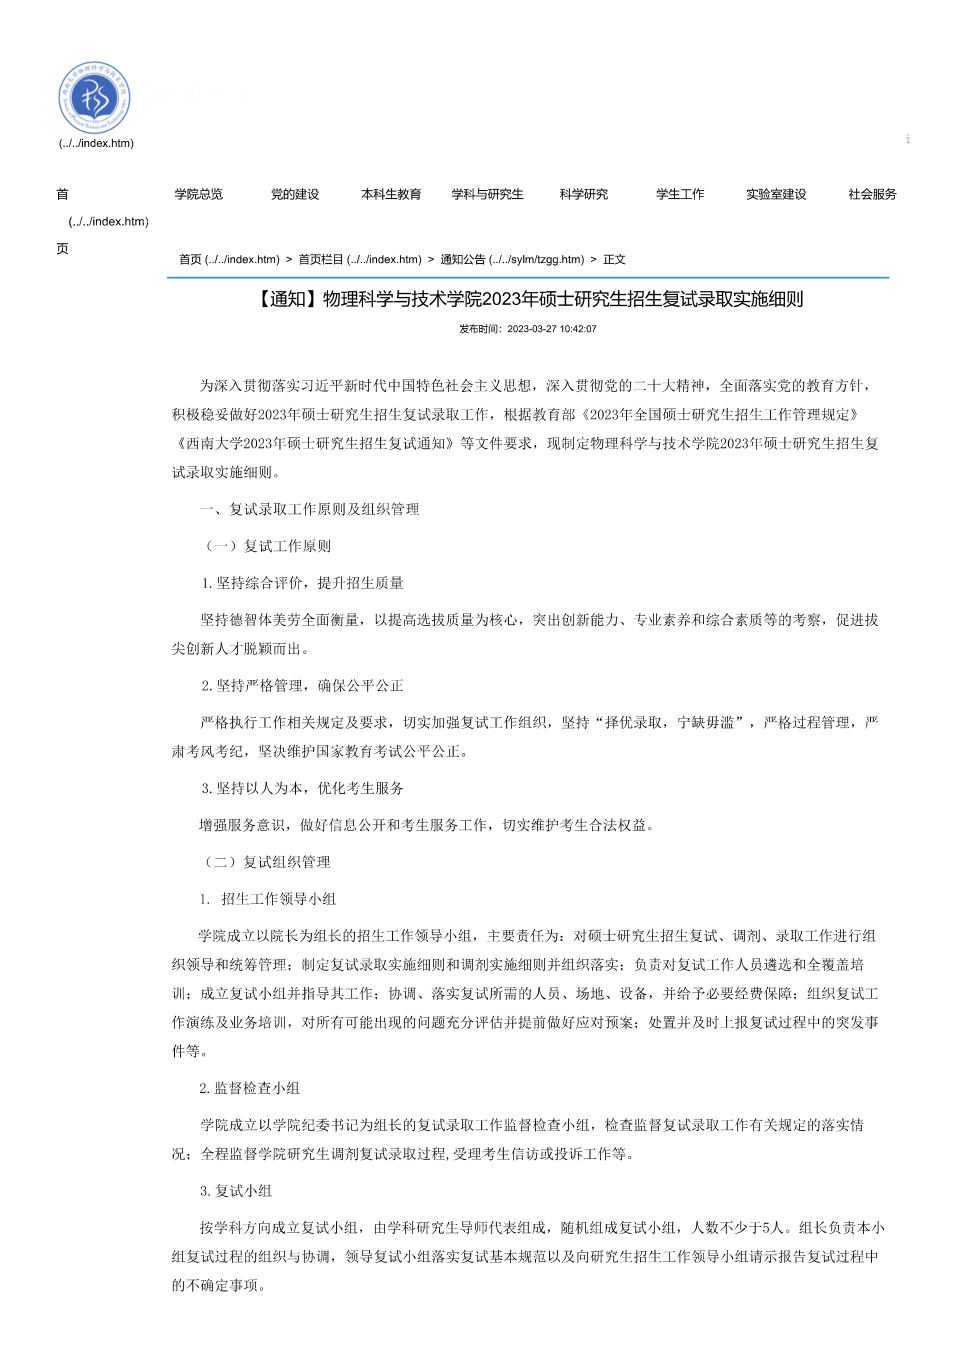 (../../index.htm)
首 学院总览 党的建设 本科生教育 学科与研究生 科学研究 学生工作 实验室建设 社会服务
(../../index.htm)
页
首页 (../../index.htm) > 首页栏目 (../../index.htm) > 通知公告 (../../sylm/tzgg.htm) > 正文
【通知】物理科学与技术学院2023年硕士研究生招生复试录取实施细则
发布时间：2023-03-27 10:42:07
为深入贯彻落实习近平新时代中国特色社会主义思想，深入贯彻党的二十大精神，全面落实党的教育方针，
积极稳妥做好2023年硕士研究生招生复试录取工作，根据教育部《2023年全国硕士研究生招生工作管理规定》
《西南大学2023年硕士研究生招生复试通知》等文件要求，现制定物理科学与技术学院2023年硕士研究生招生复
试录取实施细则。
一、复试录取工作原则及组织管理
（一）复试工作原则
1.坚持综合评价，提升招生质量
坚持德智体美劳全面衡量，以提高选拔质量为核心，突出创新能力、专业素养和综合素质等的考察，促进拔
尖创新人才脱颖而出。
2.坚持严格管理，确保公平公正
严格执行工作相关规定及要求，切实加强复试工作组织，坚持“择优录取，宁缺毋滥”，严格过程管理，严
肃考风考纪，坚决维护国家教育考试公平公正。
3.坚持以人为本，优化考生服务
增强服务意识，做好信息公开和考生服务工作，切实维护考生合法权益。
（二）复试组织管理
1. 招生工作领导小组
学院成立以院长为组长的招生工作领导小组，主要责任为：对硕士研究生招生复试、调剂、录取工作进行组
织领导和统筹管理；制定复试录取实施细则和调剂实施细则并组织落实；负责对复试工作人员遴选和全覆盖培
训；成立复试小组并指导其工作；协调、落实复试所需的人员、场地、设备，并给予必要经费保障；组织复试工
作演练及业务培训，对所有可能出现的问题充分评估并提前做好应对预案；处置并及时上报复试过程中的突发事
件等。
2.监督检查小组
学院成立以学院纪委书记为组长的复试录取工作监督检查小组，检查监督复试录取工作有关规定的落实情
况；全程监督学院研究生调剂复试录取过程,受理考生信访或投诉工作等。
3.复试小组
按学科方向成立复试小组，由学科研究生导师代表组成，随机组成复试小组，人数不少于5人。组长负责本小
组复试过程的组织与协调，领导复试小组落实复试基本规范以及向研究生招生工作领导小组请示报告复试过程中
的不确定事项。